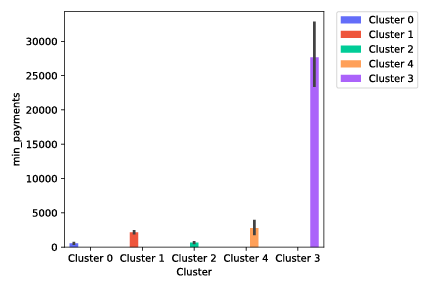 Cluster 0
Cluster 1
Cluster 2
Cluster 4
Cluster 3
min_payments
30000
25000
20000
15000
10000
5000
0
Cluster 0 Cluster 1 Cluster 2 Cluster 4 Cluster 3
Cluster